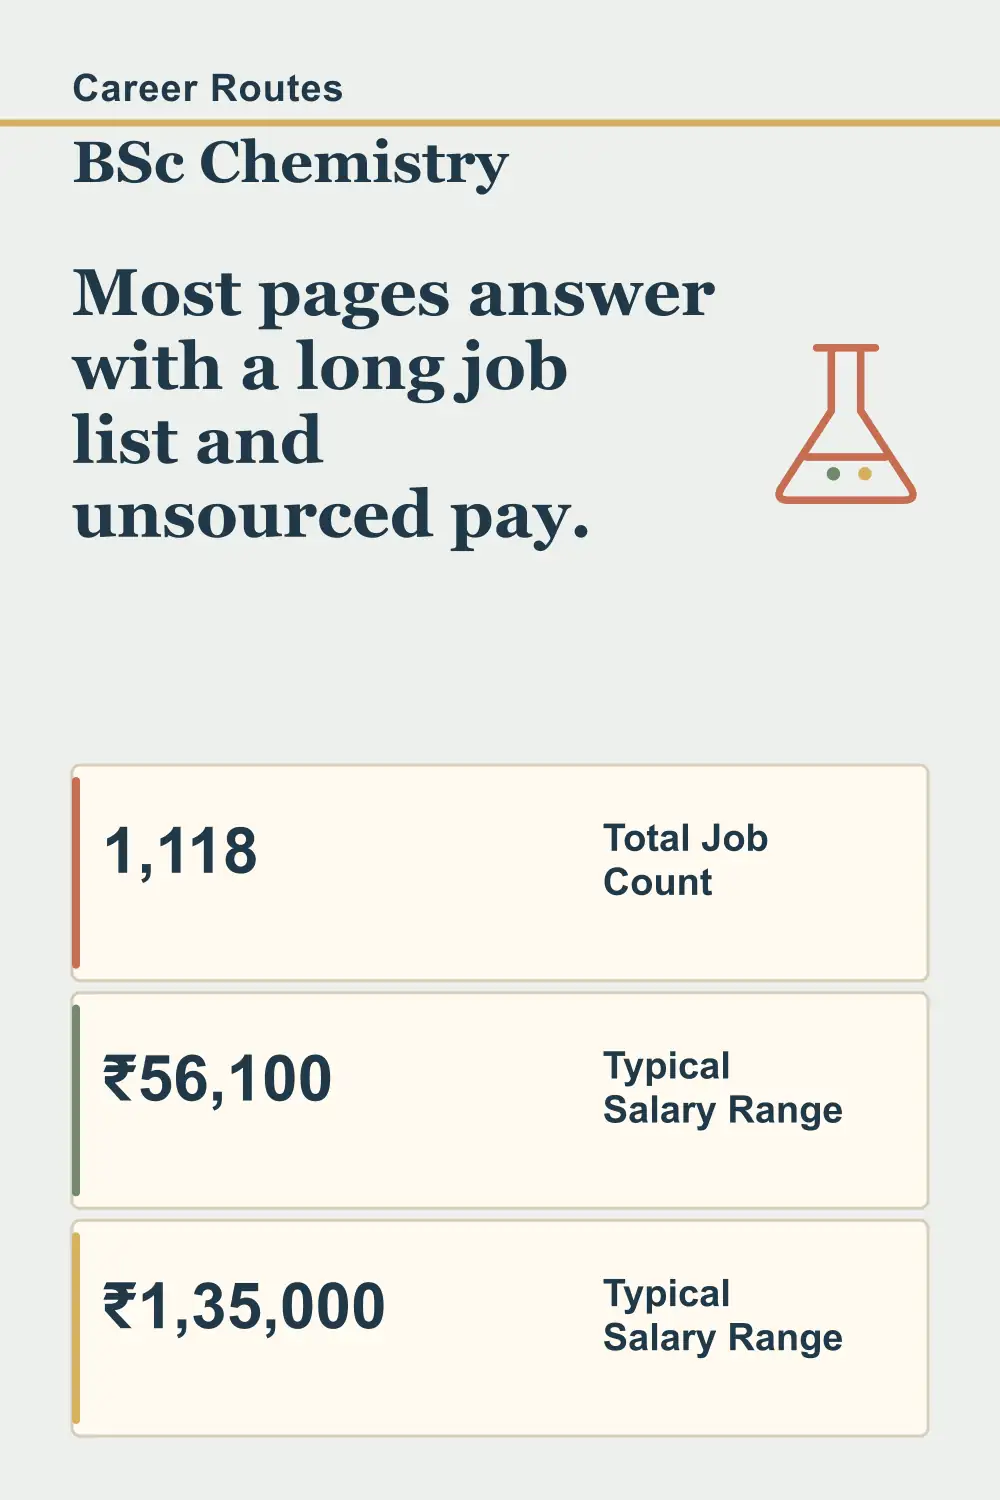 Career Routes
BSc Chemistry
Most pages answer
with a long job
list and
unsourced pay.
1,118
Total Job
Count
₹56,100
Typical
Salary Range
₹1,35,000
Typical
Salary Range